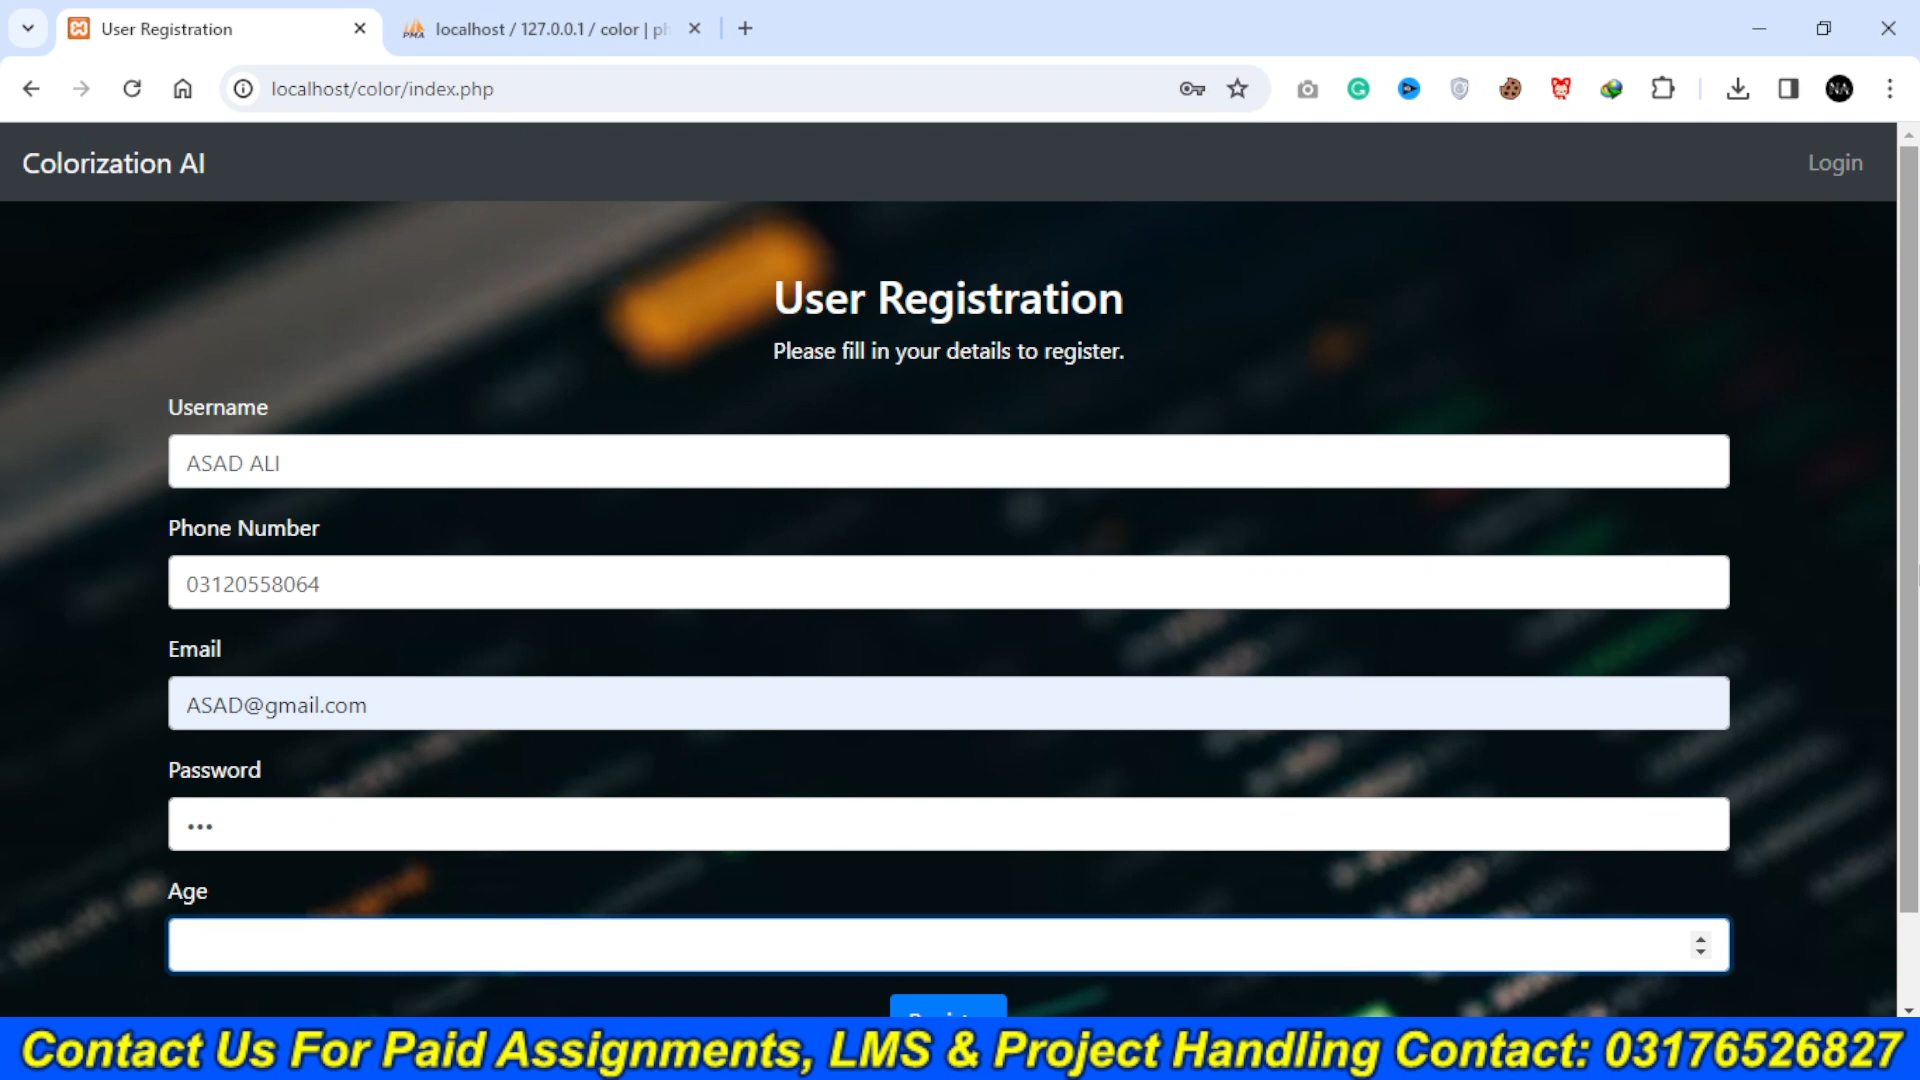 User Registration
localhost / 127.0.0.1 / color | ph
localhost/color/index.php
NA
Colorization AI
Login
User Registration
Please fill in your details to register.
Username
ASAD ALI
Phone Number
03120558064
Email
ASAD@gmail.com
Password
•••
Age
Contact Us For Paid Assignments, LMS & Project Handling Contact: 03176526827